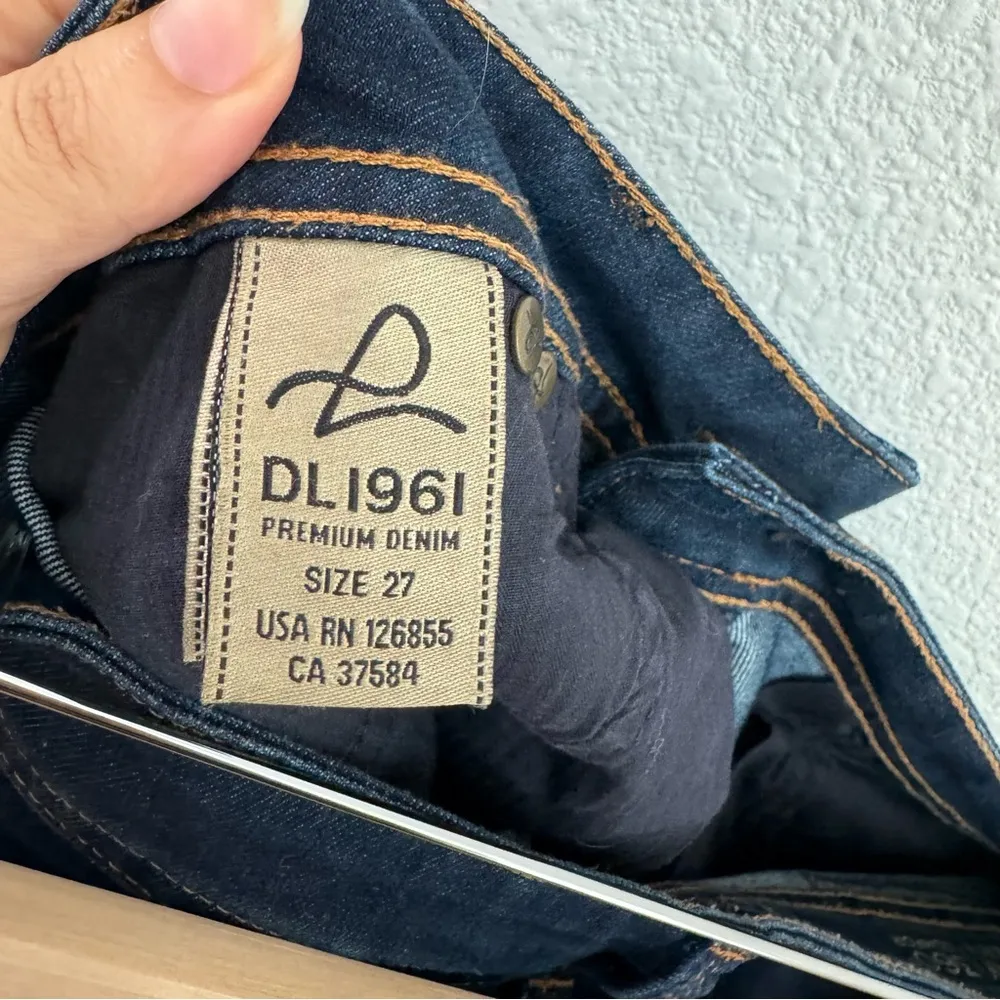 DL1961
PREMIUM DENIM
SIZE 27
USA RN 126855
CA 37584